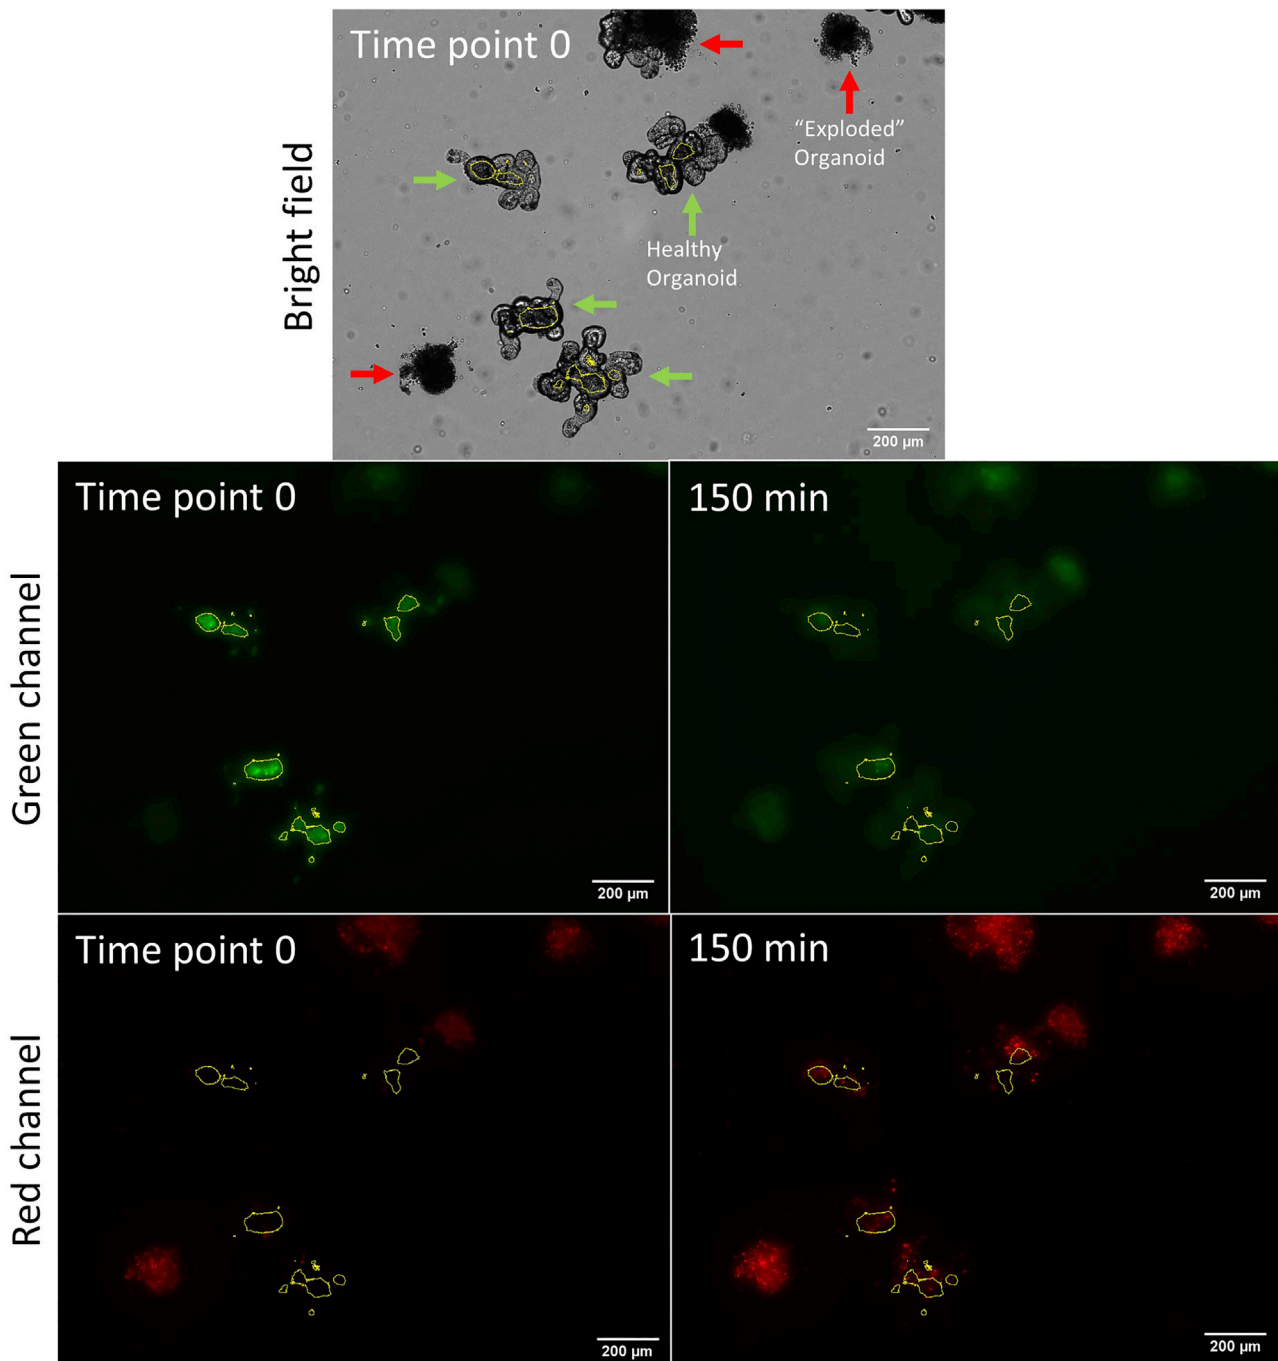 Bright field
Time point 0
“Exploded”
Organoid
Healthy
Organoid
200 µm
Green channel
Time point 0
200 µm
150 min
200 µm
Red channel
Time point 0
200 µm
150 min
200 µm